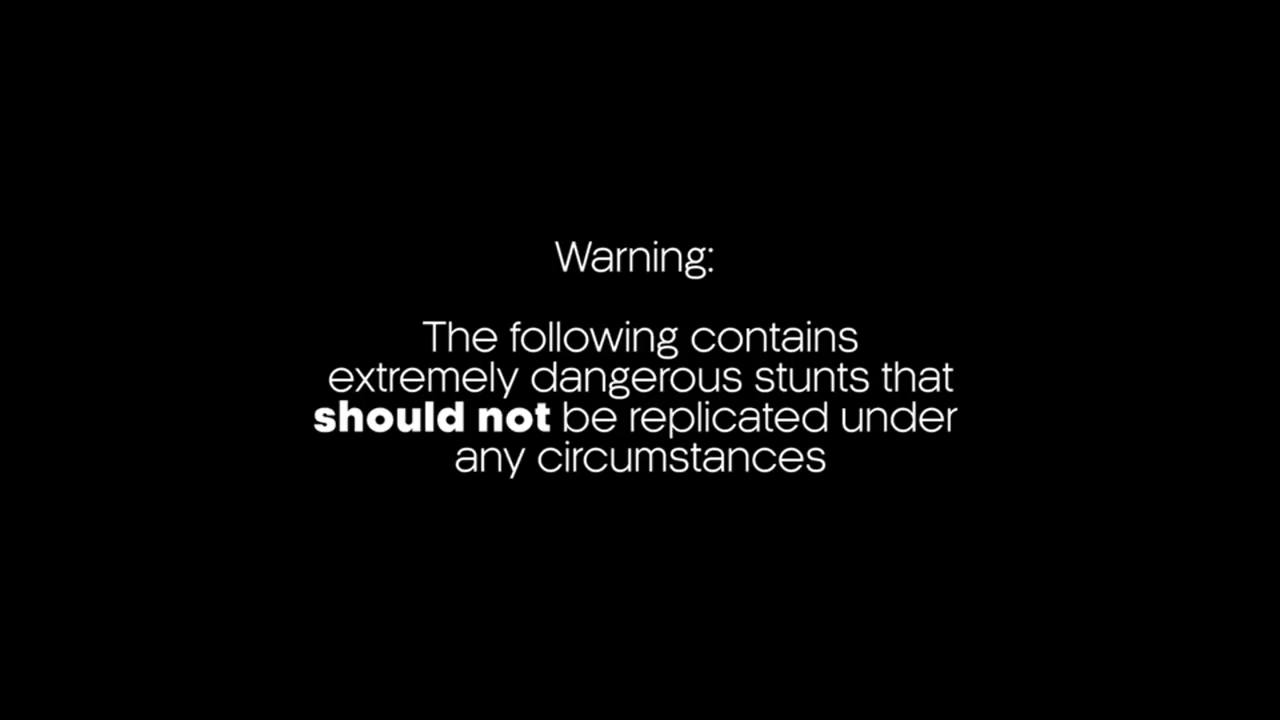 Warning:
The following contains
extremely dangerous stunts that
should not be replicated under
any circumstances